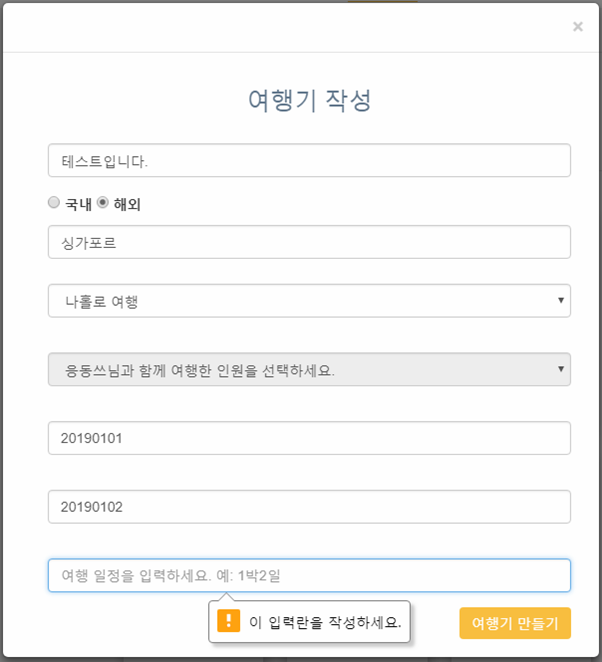 ×
여행기 작성
테스트입니다.
국내 해외
싱가포르
나홀로 여행
응동쓰님과 함께 여행한 인원을 선택하세요.
20190101
20190102
여행 일정을 입력하세요. 예: 1박2일
! 이 입력란을 작성하세요.
여행기 만들기